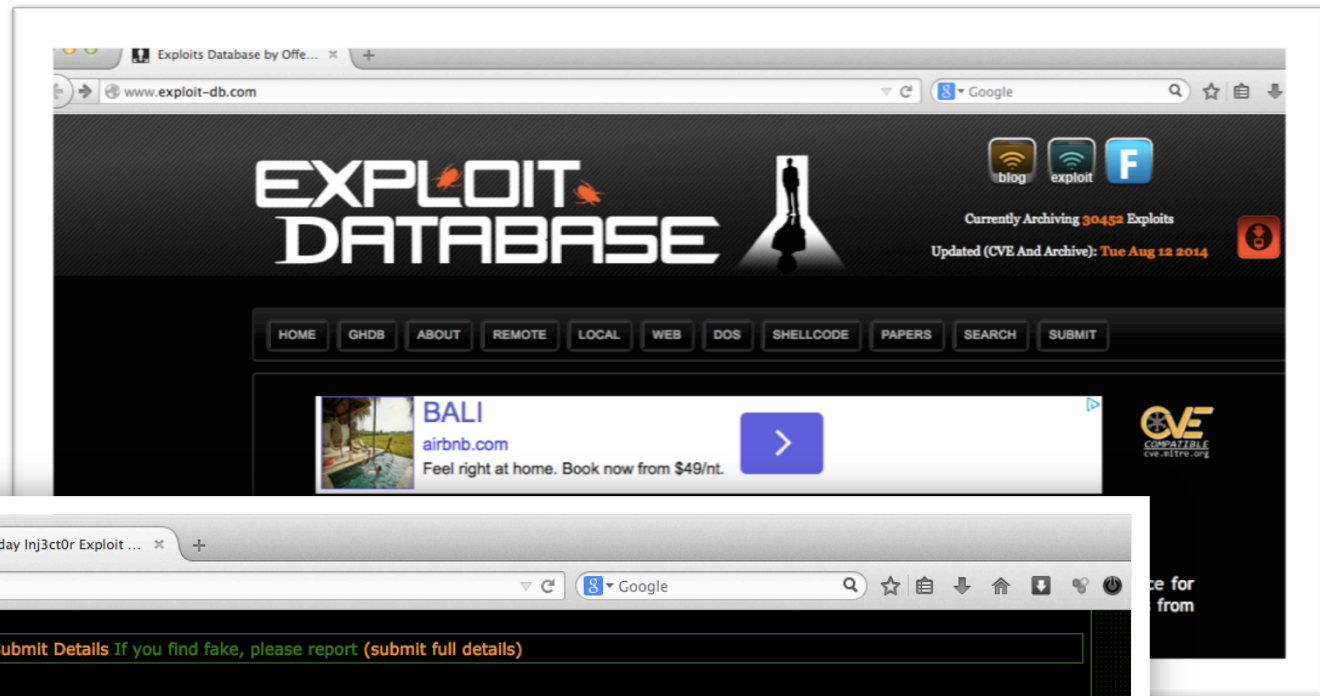 Exploits Database by Offe...
www.exploit-db.com
Google
EXPLOIT
DATABASE
blog
exploit
F
Currently Archiving 30452 Exploits
Updated (CVE And Archive): Tue Aug 12 2014
HOME GHDB ABOUT REMOTE LOCAL WEB DOS SHELLCODE PAPERS SEARCH SUBMIT
BALI
airbnb.com
Feel right at home. Book now from $49/nt.
CVE
COMPATIBLE
cve.mitre.org
for
from
day Inj3ct0r Exploit ...
Google
Submit Details If you find fake, please report (submit full details)